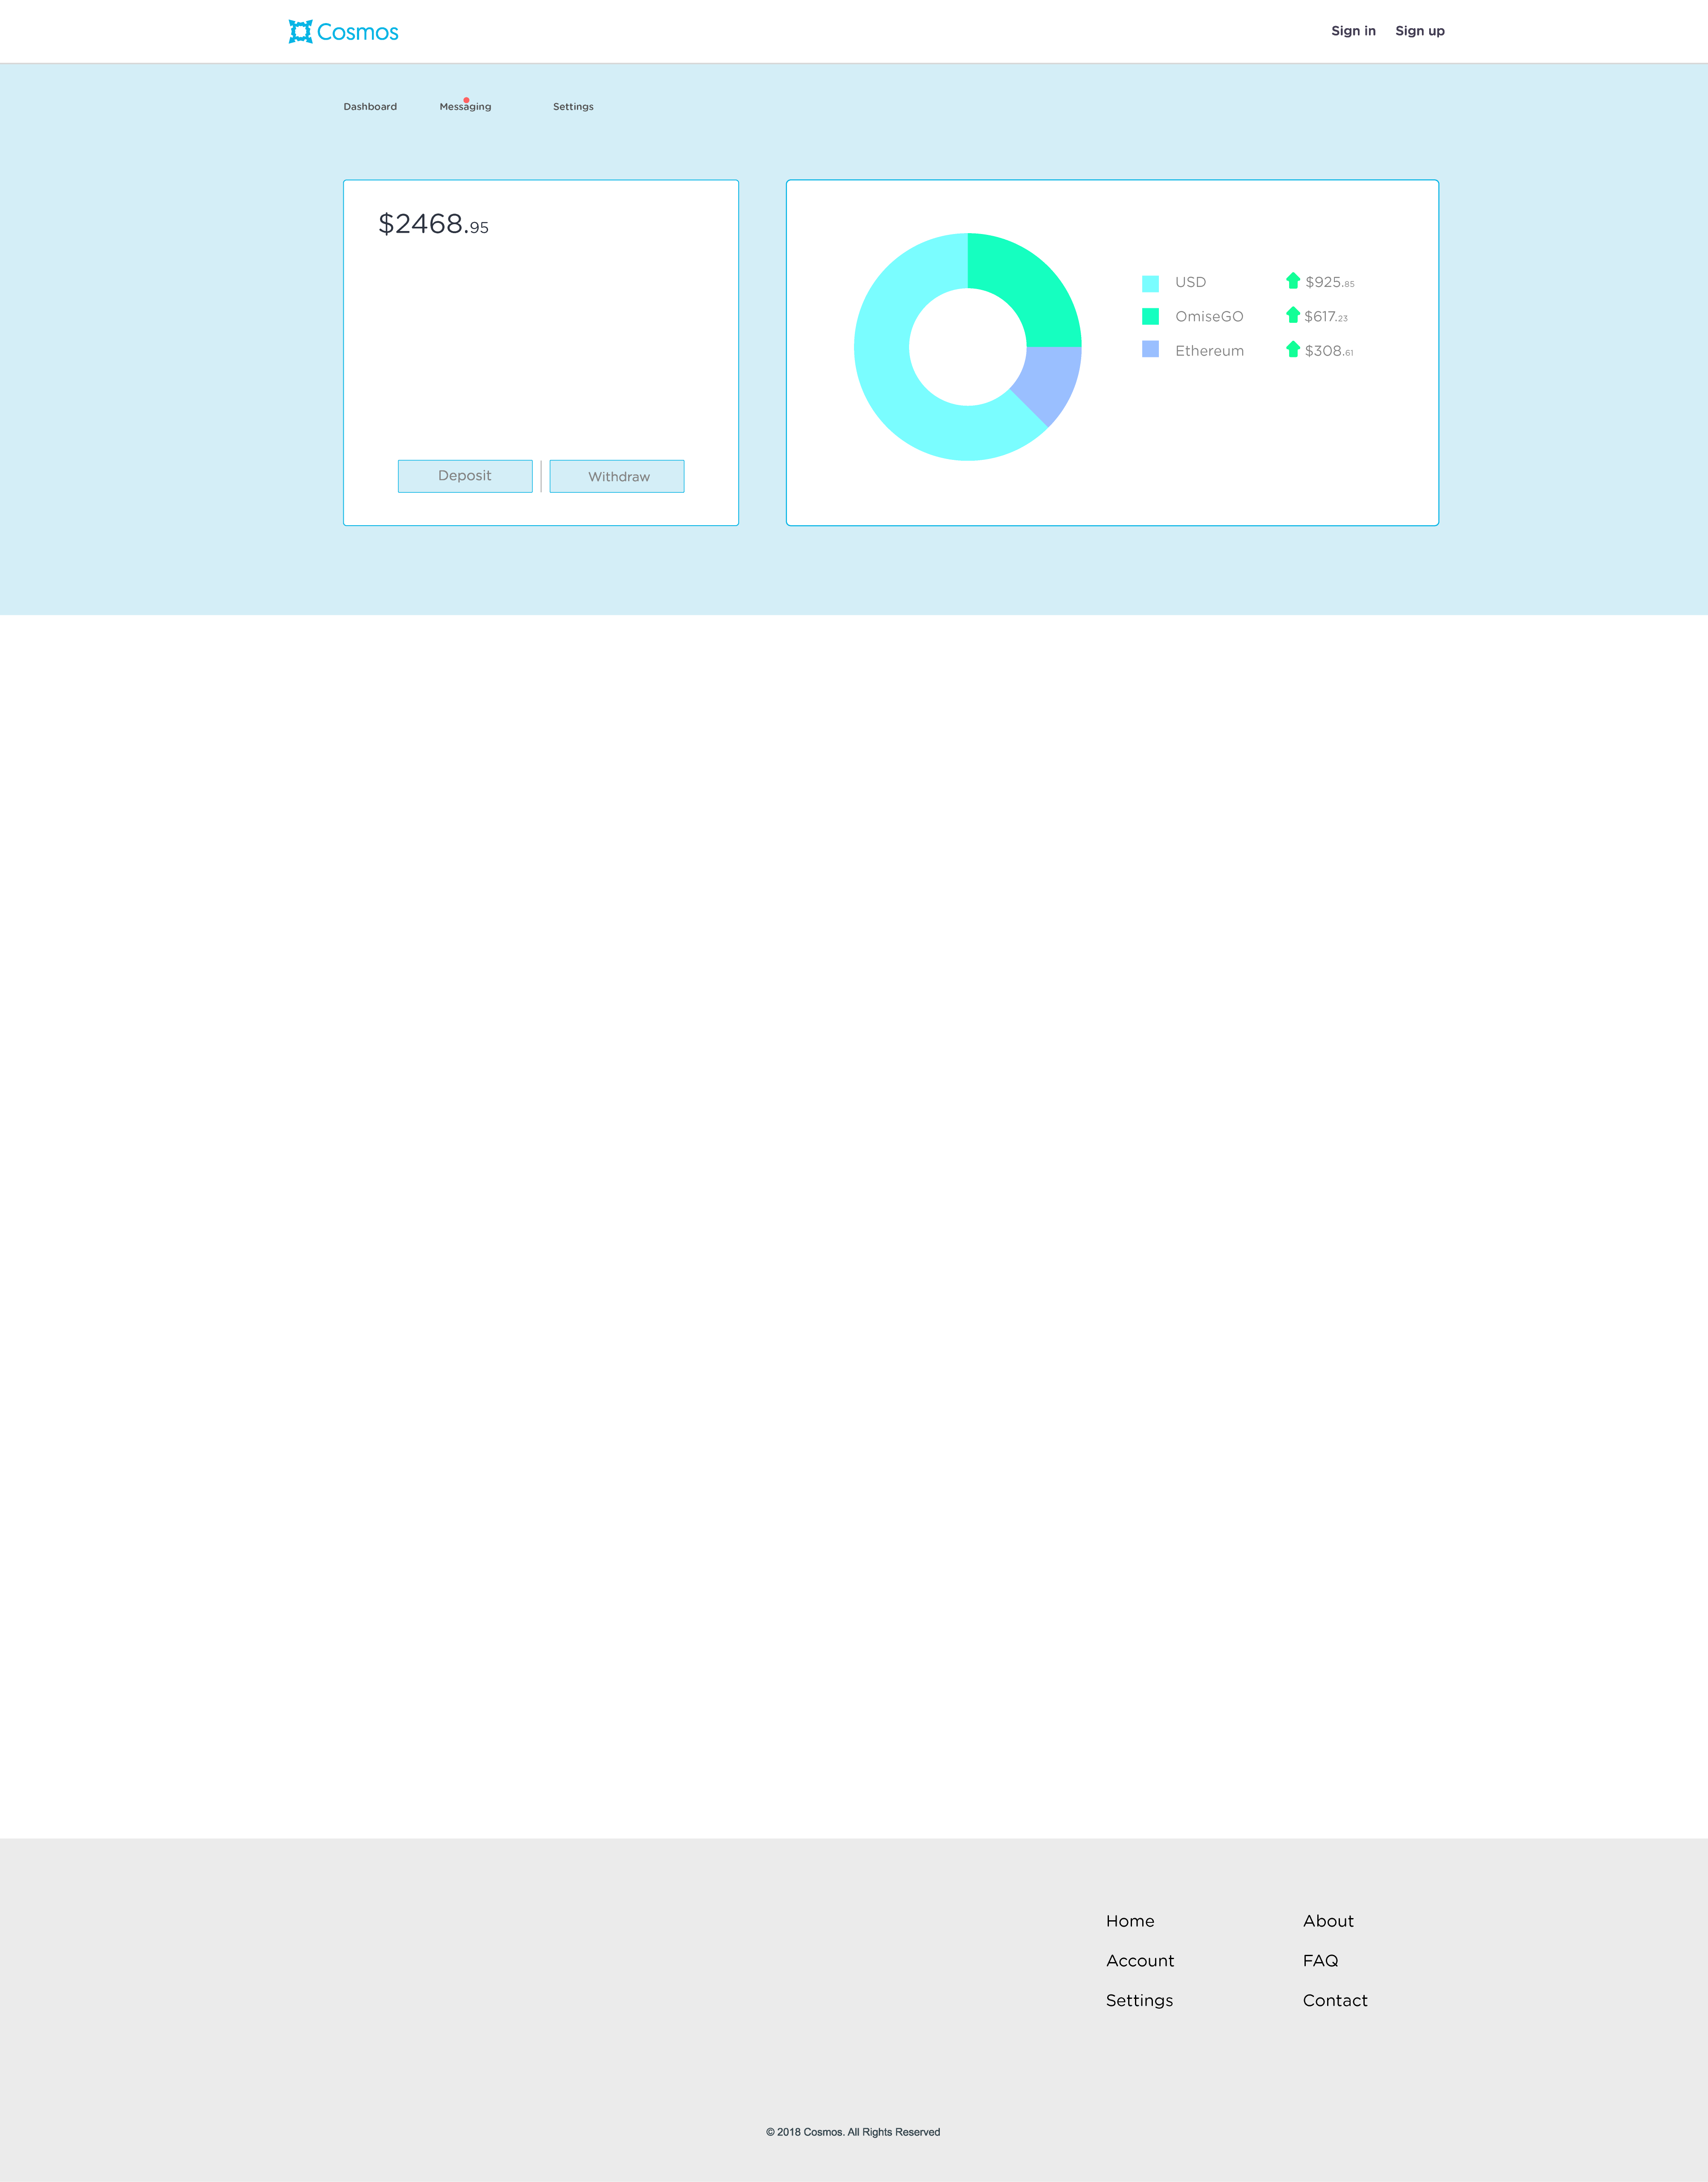 Cosmos
Sign in Sign up
Dashboard Messaging Settings
$2468.95
USD $925.85
OmiseGO $617.23
Ethereum $308.61
Deposit Withdraw
Home About
Account FAQ
Settings Contact
© 2018 Cosmos. All Rights Reserved